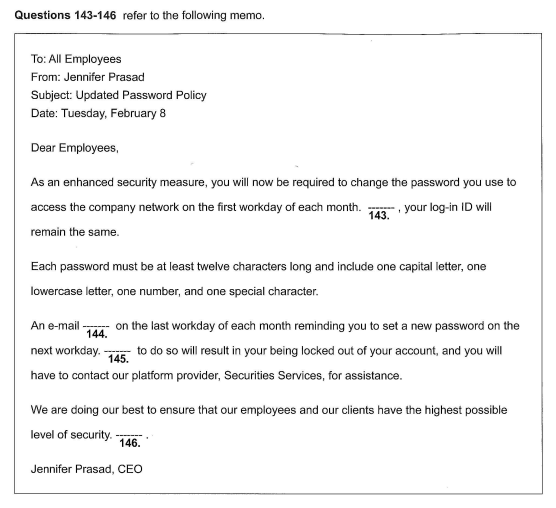 Questions 143-146 refer to the following memo.
To: All Employees
From: Jennifer Prasad
Subject: Updated Password Policy
Date: Tuesday, February 8
Dear Employees,
As an enhanced security measure, you will now be required to change the password you use to
access the company network on the first workday of each month. ------- , your log-in ID will
143.
remain the same.
Each password must be at least twelve characters long and include one capital letter, one
lowercase letter, one number, and one special character.
An e-mail ------- on the last workday of each month reminding you to set a new password on the
144.
next workday. ------- to do so will result in your being locked out of your account, and you will
145.
have to contact our platform provider, Securities Services, for assistance.
We are doing our best to ensure that our employees and our clients have the highest possible
level of security. ------- .
146.
Jennifer Prasad, CEO